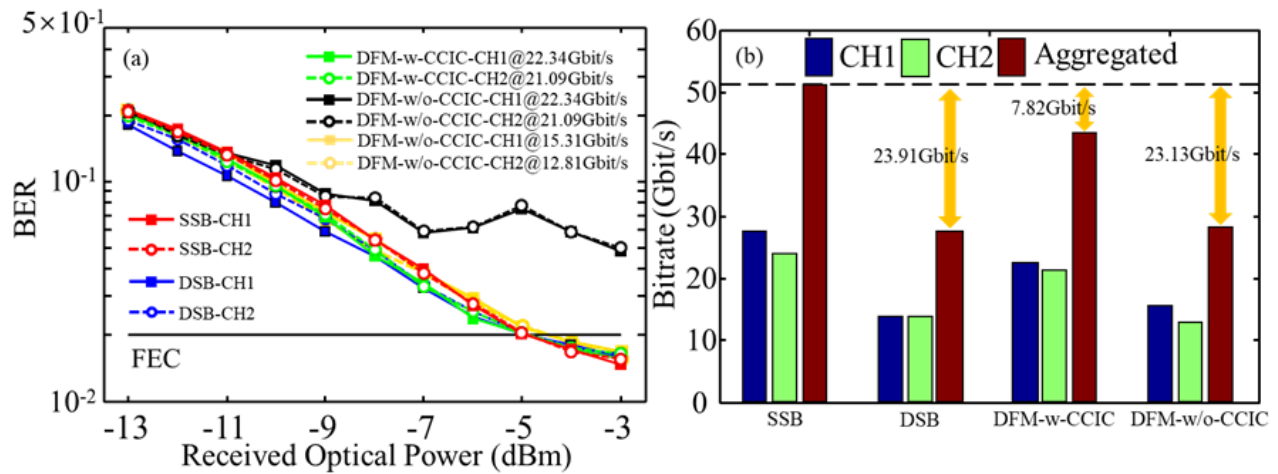 5×10⁻¹
(a)
DFM-w-CCIC-CH1@22.34Gbit/s
DFM-w-CCIC-CH2@21.09Gbit/s
DFM-w/o-CCIC-CH1@22.34Gbit/s
DFM-w/o-CCIC-CH2@21.09Gbit/s
DFM-w/o-CCIC-CH1@15.31Gbit/s
DFM-w/o-CCIC-CH2@12.81Gbit/s
10⁻¹
BER
SSB-CH1
SSB-CH2
DSB-CH1
DSB-CH2
FEC
10⁻²
-13 -11 -9 -7 -5 -3
Received Optical Power (dBm)
60
(b) CH1 CH2 Aggregated
50
7.82Gbit/s
40
23.91Gbit/s 23.13Gbit/s
30
20
10
0
Bitrate (Gbit/s)
SSB DSB DFM-w-CCIC DFM-w/o-CCIC